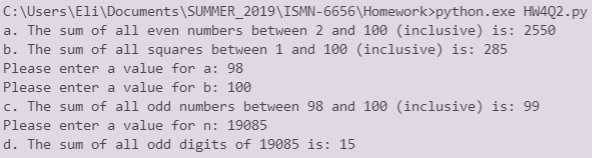 C:\Users\Eli\Documents\SUMMER_2019\ISMN-6656\Homework>python.exe HW4Q2.py
a. The sum of all even numbers between 2 and 100 (inclusive) is: 2550
b. The sum of all squares between 1 and 100 (inclusive) is: 285
Please enter a value for a: 98
Please enter a value for b: 100
c. The sum of all odd numbers between 98 and 100 (inclusive) is: 99
Please enter a value for n: 19085
d. The sum of all odd digits of 19085 is: 15